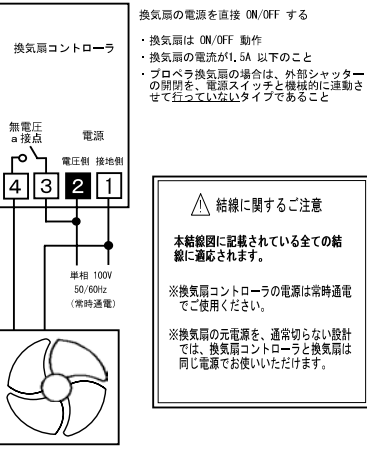 換気扇の電源を直接 ON/OFF する
・換気扇は ON/OFF 動作
・換気扇の電流が1.5A 以下のこと
・プロペラ換気扇の場合は、外部シャッター
の開閉を、電源スイッチと機械的に連動さ
せて行っていないタイプであること
換気扇コントローラ
無電圧
a 接点
電源
電圧側 接地側
4 3 2 1
単相 100V
50/60Hz
（常時通電）
結線に関するご注意
本結線図に記載されている全ての結
線に適応されます。
※換気扇コントローラの電源は常時通電
でご使用ください。
※換気扇の元電源を、通常切らない設計
では、換気扇コントローラと換気扇は
同じ電源でお使いいただけます。